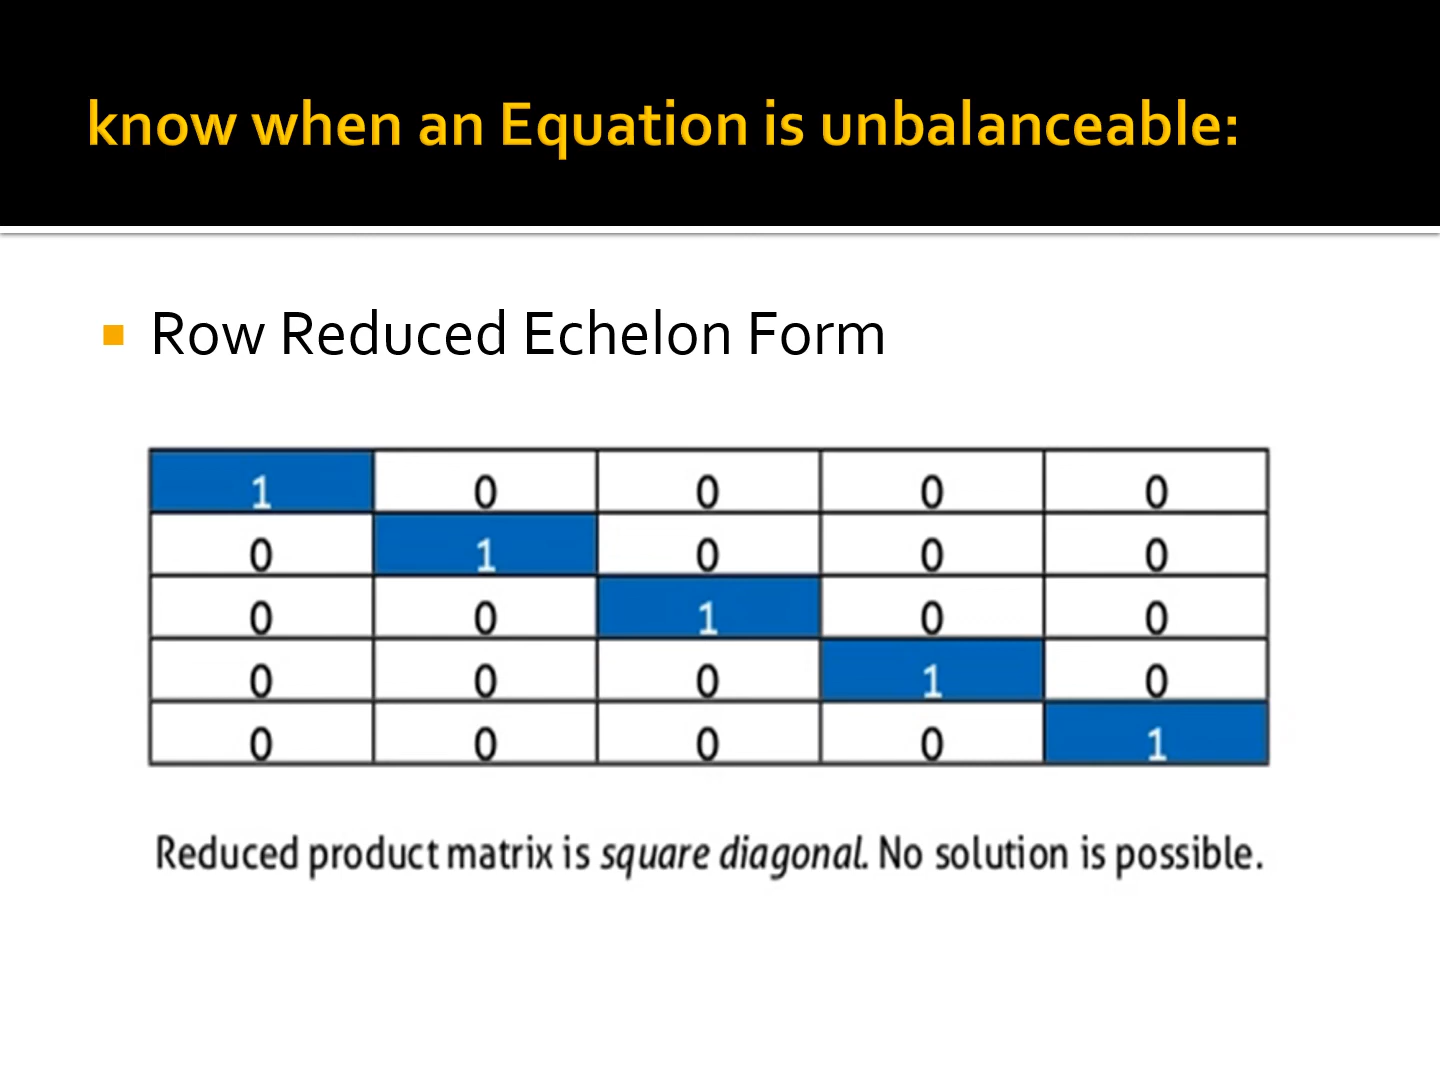 know when an Equation is unbalanceable:
Row Reduced Echelon Form
1 0 0 0 0
0 1 0 0 0
0 0 1 0 0
0 0 0 1 0
0 0 0 0 1
Reduced product matrix is square diagonal. No solution is possible.